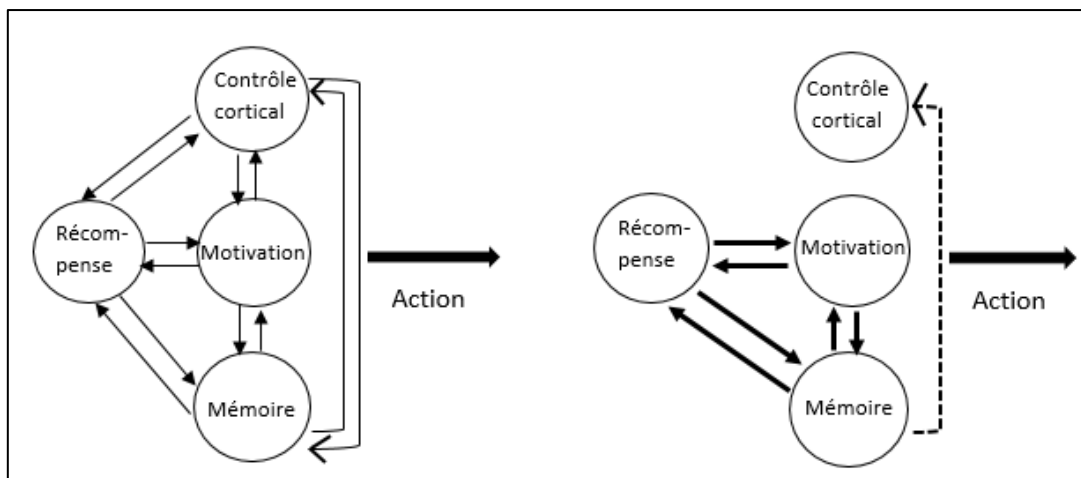 Contrôle
cortical
Récom-
pense
Motivation
Action
Mémoire
Contrôle
cortical
Récom-
pense
Motivation
Action
Mémoire